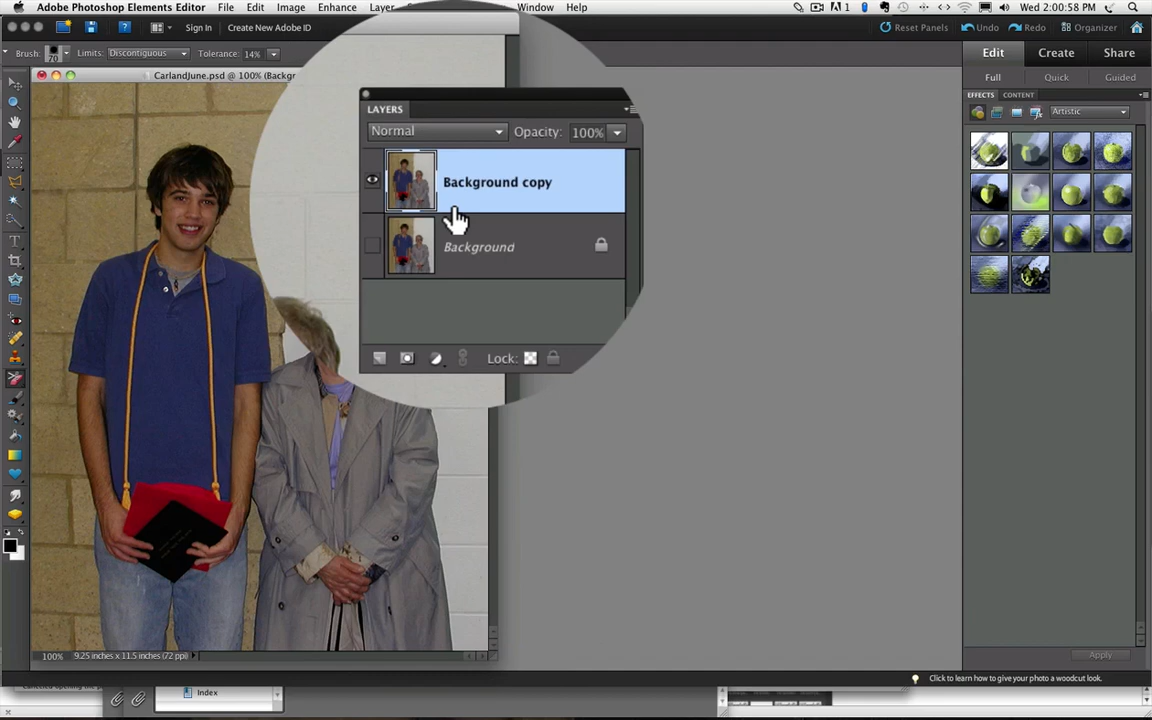 Adobe Photoshop Elements Editor File Edit Image Enhance Layer Window Help 1 Wed 2:00:58 PM
Sign In Create New Adobe ID Reset Panels Undo Redo Organizer
Brush: 70 Limits: Discontiguous Tolerance: 14%
Edit Create Share
CarlandJune.psd @ 100% (Backgr
Full Quick Guided
EFFECTS CONTENT
Artistic
LAYERS
Normal Opacity: 100%
Background copy
Background
Lock:
100% 9.25 inches x 11.5 inches (72 ppi)
Apply
Click to learn how to give your photo a woodcut look.
Index